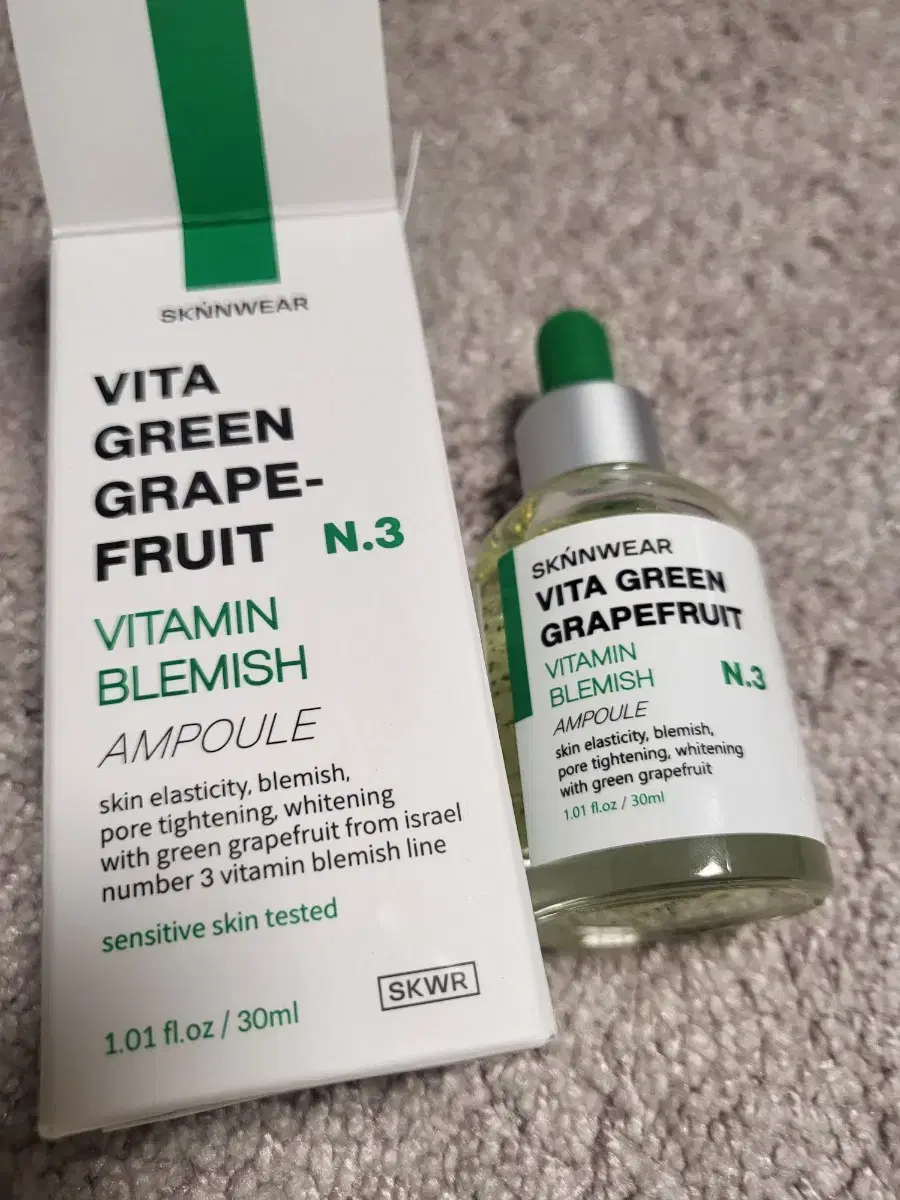 SKŃNWEAR
VITA
GREEN
GRAPE-
FRUIT N.3
VITAMIN
BLEMISH
AMPOULE
skin elasticity, blemish,
pore tightening, whitening
with green grapefruit from israel
number 3 vitamin blemish line
sensitive skin tested
SKWR
1.01 fl.oz / 30ml
SKŃNWEAR
VITA GREEN
GRAPEFRUIT
VITAMIN
BLEMISH N.3
AMPOULE
skin elasticity, blemish,
pore tightening, whitening
with green grapefruit
1.01 fl.oz / 30ml